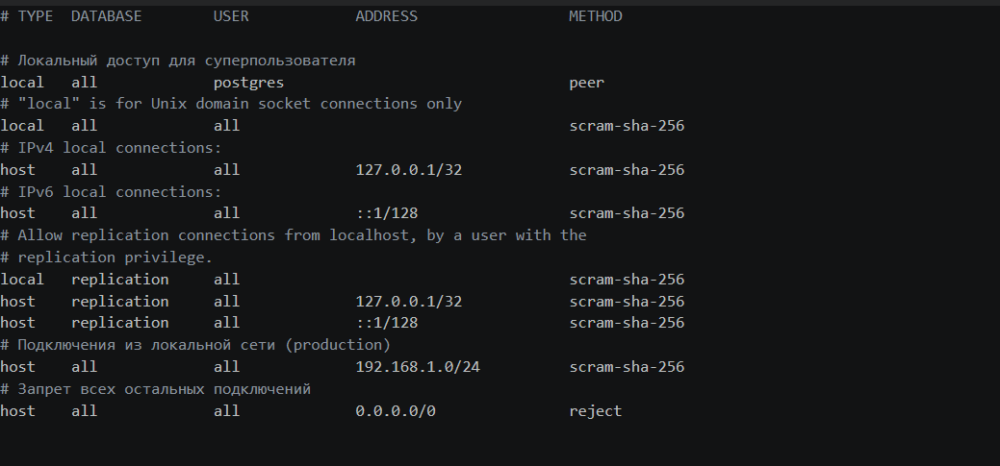 # TYPE  DATABASE        USER            ADDRESS                 METHOD
# Локальный доступ для суперпользователя
local   all             postgres                                peer
# "local" is for Unix domain socket connections only
local   all             all                                     scram-sha-256
# IPv4 local connections:
host    all             all             127.0.0.1/32            scram-sha-256
# IPv6 local connections:
host    all             all             ::1/128                 scram-sha-256
# Allow replication connections from localhost, by a user with the
# replication privilege.
local   replication     all                                     scram-sha-256
host    replication     all             127.0.0.1/32            scram-sha-256
host    replication     all             ::1/128                 scram-sha-256
# Подключения из локальной сети (production)
host    all             all             192.168.1.0/24          scram-sha-256
# Запрет всех остальных подключений
host    all             all             0.0.0.0/0               reject